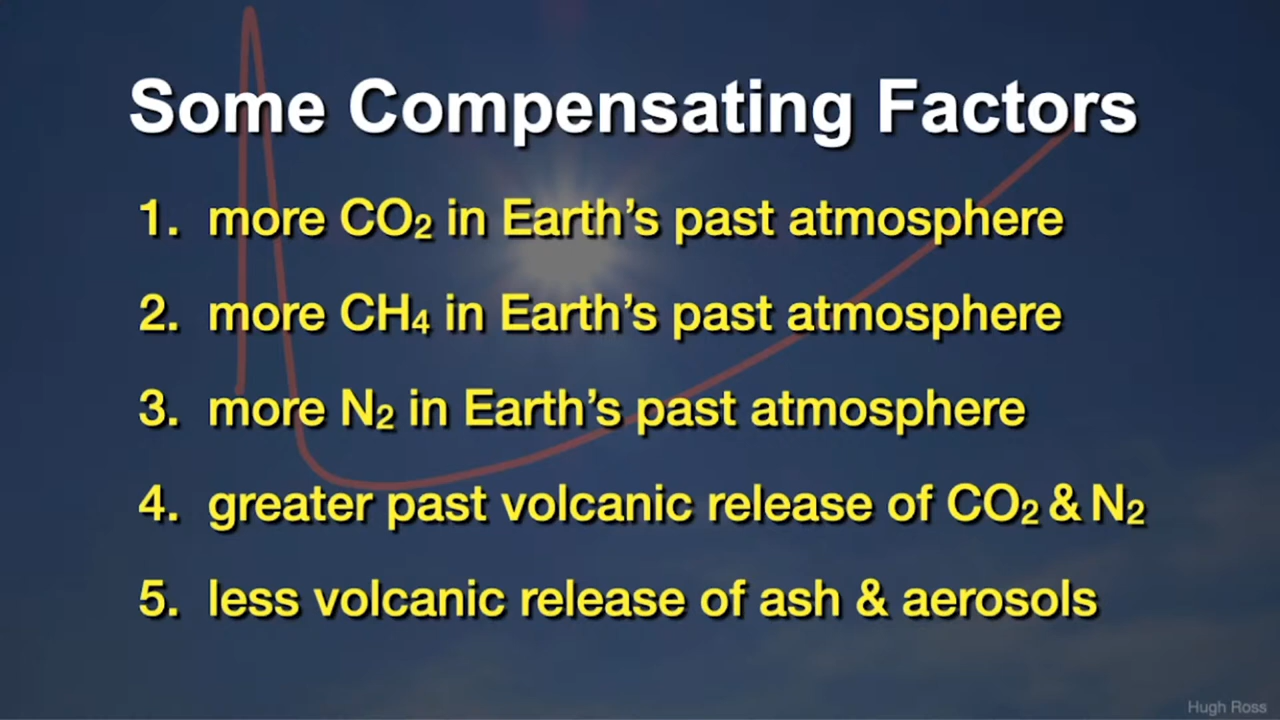 Some Compensating Factors
1. more CO₂ in Earth’s past atmosphere
2. more CH₄ in Earth’s past atmosphere
3. more N₂ in Earth’s past atmosphere
4. greater past volcanic release of CO₂ & N₂
5. less volcanic release of ash & aerosols
Hugh Ross